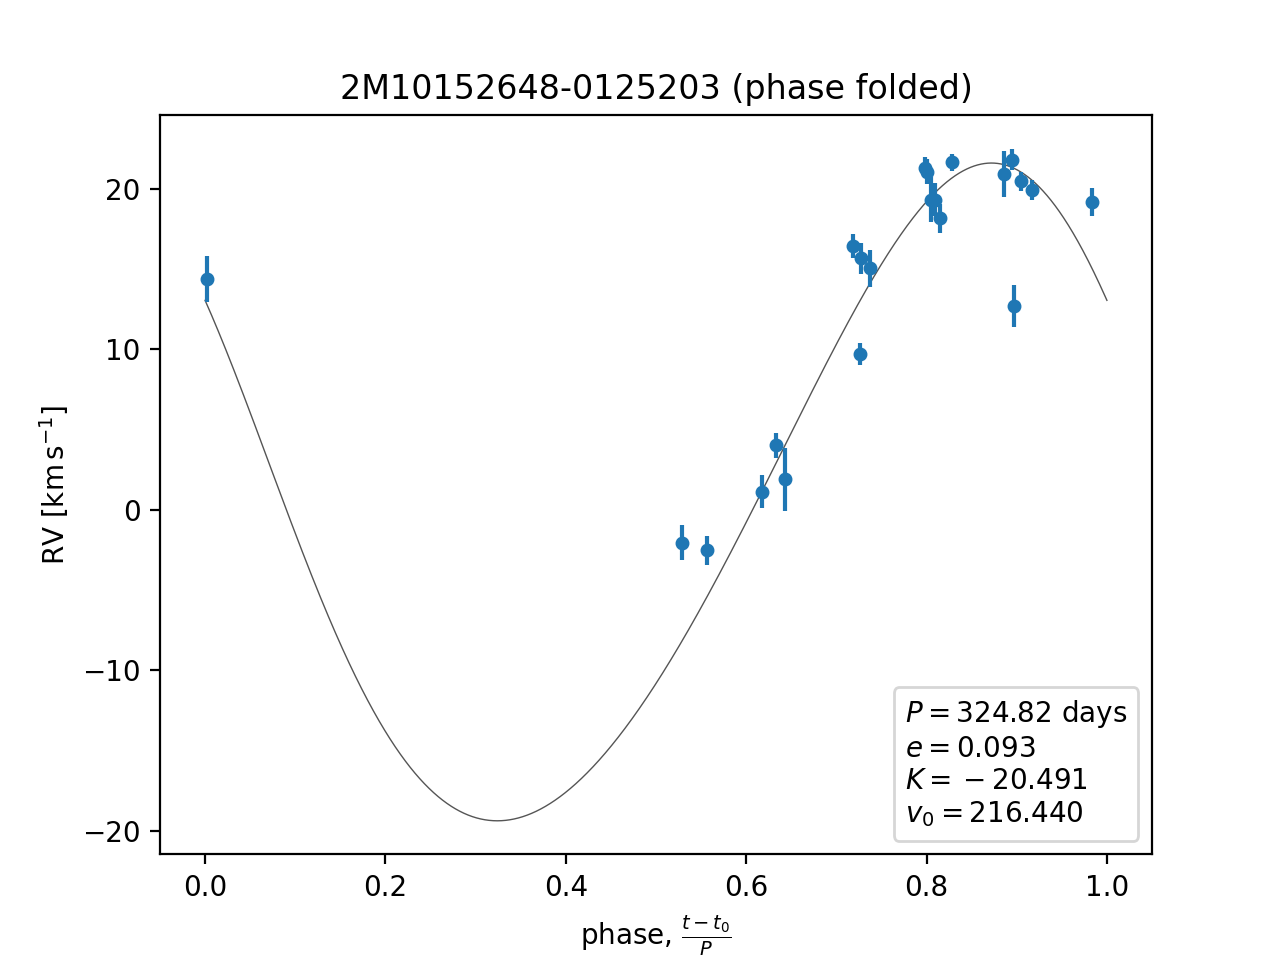 2M10152648-0125203 (phase folded)
20
10
0
−10
−20
RV [km s⁻¹]
P = 324.82 days
e = 0.093
K = −20.491
v₀ = 216.440
0.0 0.2 0.4 0.6 0.8 1.0
phase, (t − t₀)/P